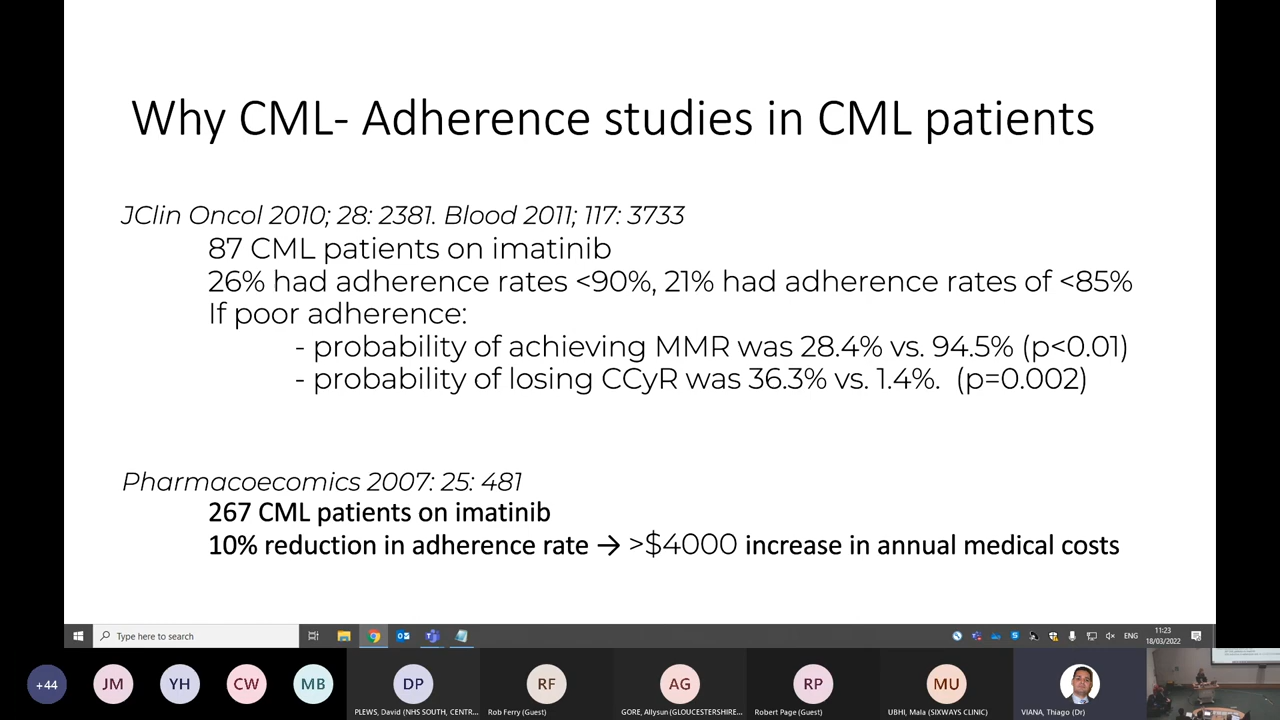 Why CML- Adherence studies in CML patients
JClin Oncol 2010; 28: 2381. Blood 2011; 117: 3733
87 CML patients on imatinib
26% had adherence rates <90%, 21% had adherence rates of <85%
If poor adherence:
- probability of achieving MMR was 28.4% vs. 94.5% (p<0.01)
- probability of losing CCyR was 36.3% vs. 1.4%. (p=0.002)
Pharmacoecomics 2007: 25: 481
267 CML patients on imatinib
10% reduction in adherence rate → >$4000 increase in annual medical costs
Type here to search
ENG
11:23
18/03/2022
+44
JM
YH
CW
MB
DP
RF
AG
RP
MU
PLEWS, David (NHS SOUTH, CENTR...
Rob Ferry (Guest)
GORE, Allysun (GLOUCESTERSHIRE...
Robert Page (Guest)
UBHI, Mala (SIXWAYS CLINIC)
VIANA, Thiago (Dr)